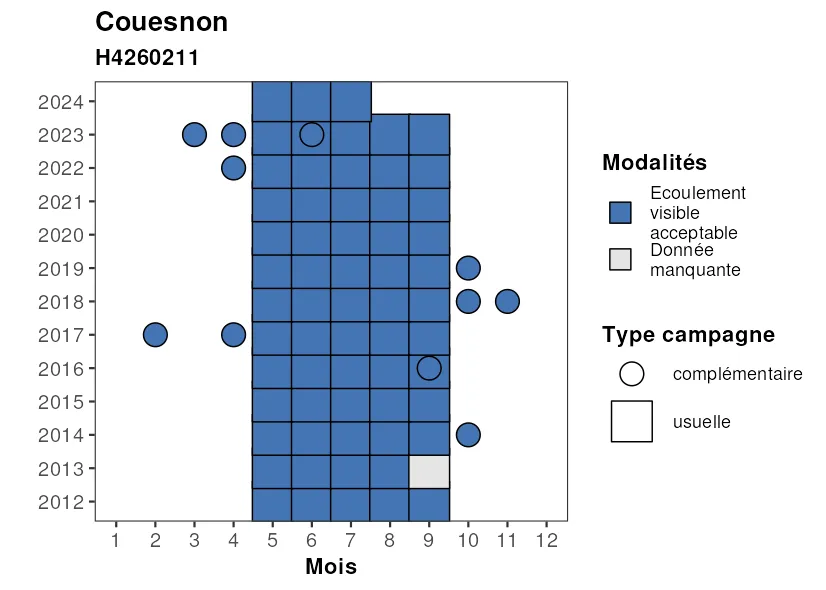 Couesnon
H4260211
2024
2023
2022
2021
2020
2019
2018
2017
2016
2015
2014
2013
2012
1 2 3 4 5 6 7 8 9 10 11 12
Mois
Modalités
Ecoulement
visible
acceptable
Donnée
manquante
Type campagne
complémentaire
usuelle